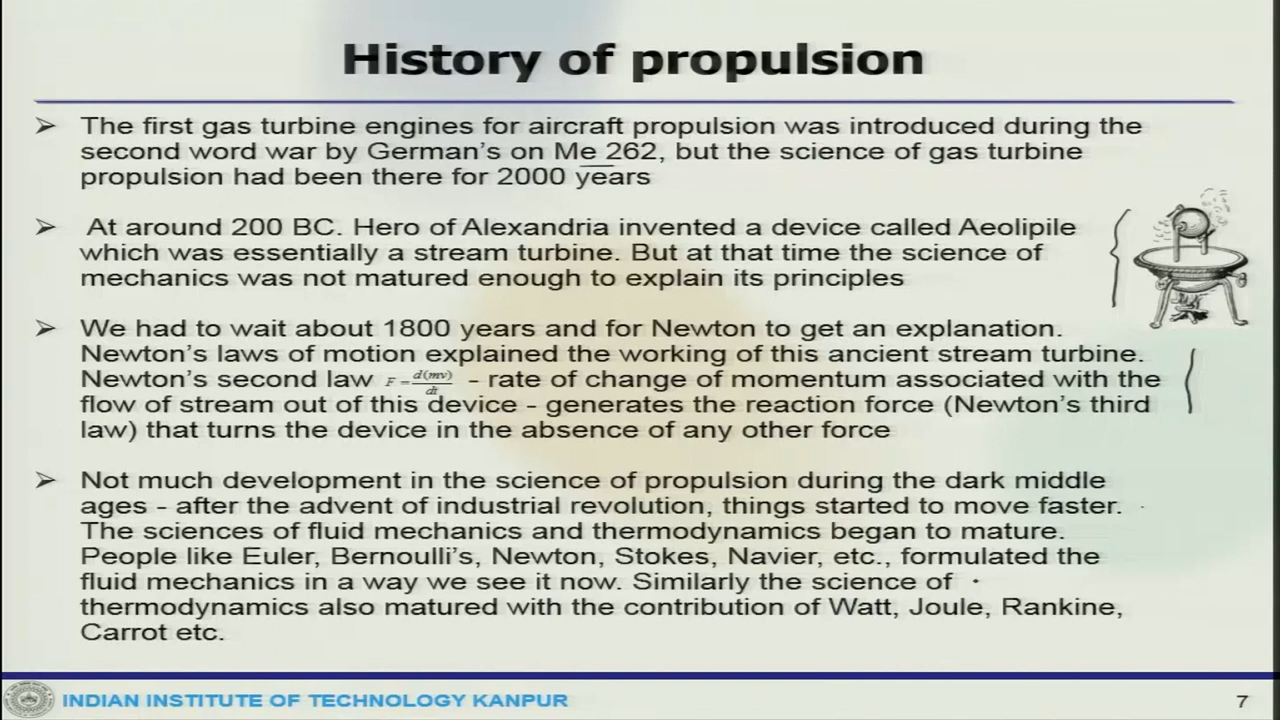 History of propulsion
➢ The first gas turbine engines for aircraft propulsion was introduced during the
second word war by German's on Me 262, but the science of gas turbine
propulsion had been there for 2000 years
➢ At around 200 BC. Hero of Alexandria invented a device called Aeolipile
which was essentially a stream turbine. But at that time the science of
mechanics was not matured enough to explain its principles
➢ We had to wait about 1800 years and for Newton to get an explanation.
Newton's laws of motion explained the working of this ancient stream turbine.
Newton's second law F = d(mv)/dt - rate of change of momentum associated with the
flow of stream out of this device - generates the reaction force (Newton's third
law) that turns the device in the absence of any other force
➢ Not much development in the science of propulsion during the dark middle
ages - after the advent of industrial revolution, things started to move faster.
The sciences of fluid mechanics and thermodynamics began to mature.
People like Euler, Bernoulli's, Newton, Stokes, Navier, etc., formulated the
fluid mechanics in a way we see it now. Similarly the science of
thermodynamics also matured with the contribution of Watt, Joule, Rankine,
Carrot etc.
INDIAN INSTITUTE OF TECHNOLOGY KANPUR
7